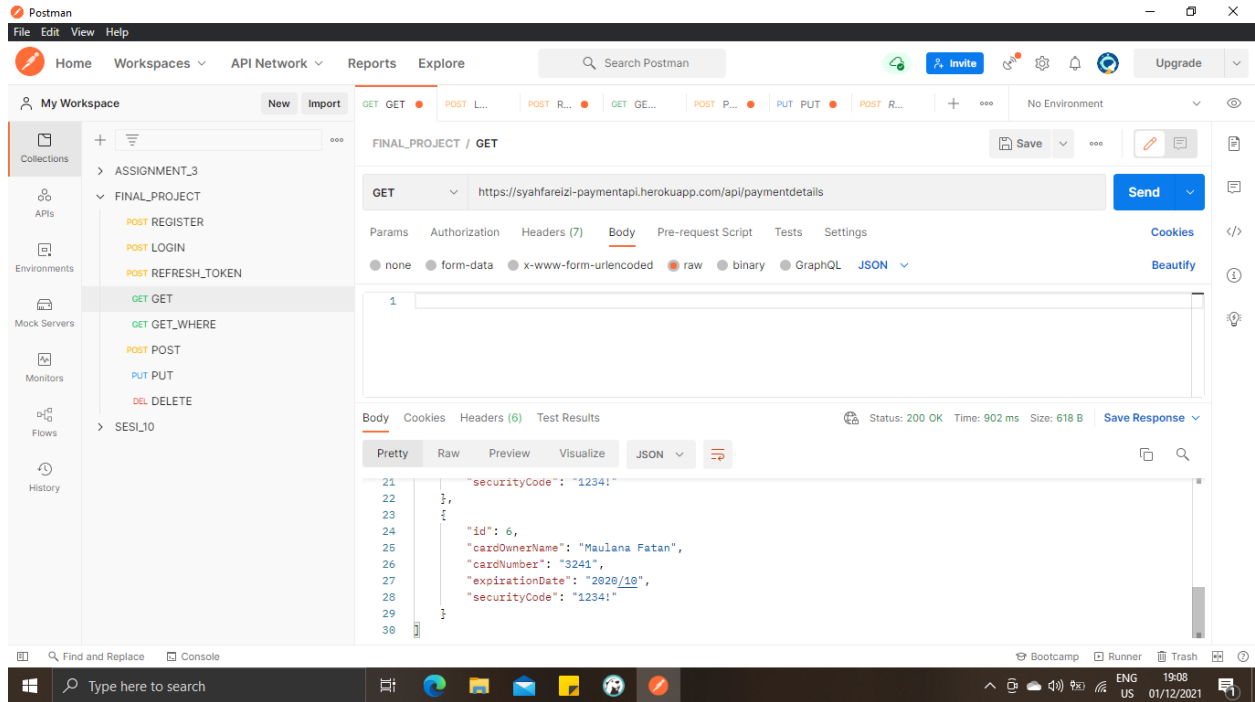 Postman
File Edit View Help
Home Workspaces API Network Reports Explore Search Postman Invite Upgrade
My Workspace New Import GET GET POST L... POST R... GET GE... POST P... PUT PUT POST R... No Environment
Collections
APIs
Environments
Mock Servers
Monitors
Flows
History
ASSIGNMENT_3
FINAL_PROJECT
POST REGISTER
POST LOGIN
POST REFRESH_TOKEN
GET GET
GET GET_WHERE
POST POST
PUT PUT
DEL DELETE
SESI_10
FINAL_PROJECT / GET Save
GET https://syahfareizi-paymentapi.herokuapp.com/api/paymentdetails Send
Params Authorization Headers (7) Body Pre-request Script Tests Settings Cookies
none form-data x-www-form-urlencoded raw binary GraphQL JSON Beautify
1
Body Cookies Headers (6) Test Results Status: 200 OK Time: 902 ms Size: 618 B Save Response
Pretty Raw Preview Visualize JSON
21 "securityCode": "1234!"
22 },
23 {
24 "id": 6,
25 "cardOwnerName": "Maulana Fatan",
26 "cardNumber": "3241",
27 "expirationDate": "2020/10",
28 "securityCode": "1234!"
29 }
30 ]
Find and Replace Console Bootcamp Runner Trash
Type here to search ENG US 19:08 01/12/2021 1